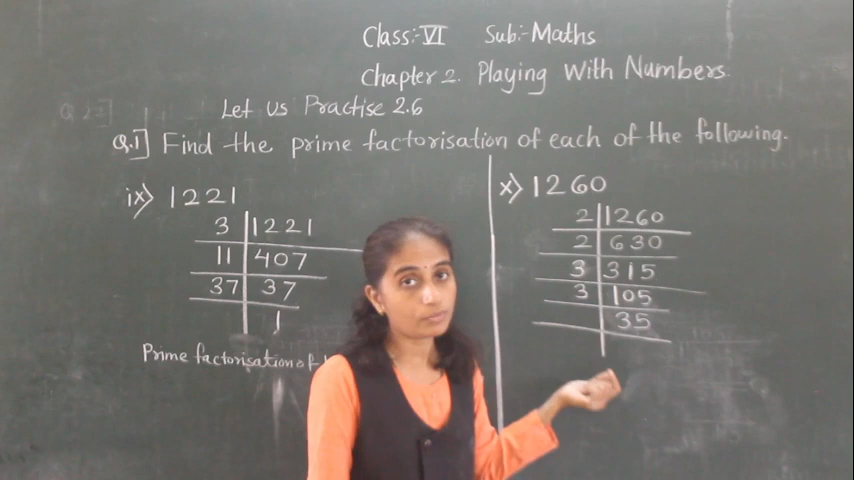 Class:- VI Sub:- Maths
Chapter 2. Playing With Numbers.
Let us Practise 2.6
Q.1] Find the prime factorisation of each of the following.
ix) 1221
3 | 1221
11 | 407
37 | 37
1
Prime factorisation of
x) 1260
2 | 1260
2 | 630
3 | 315
3 | 105
35